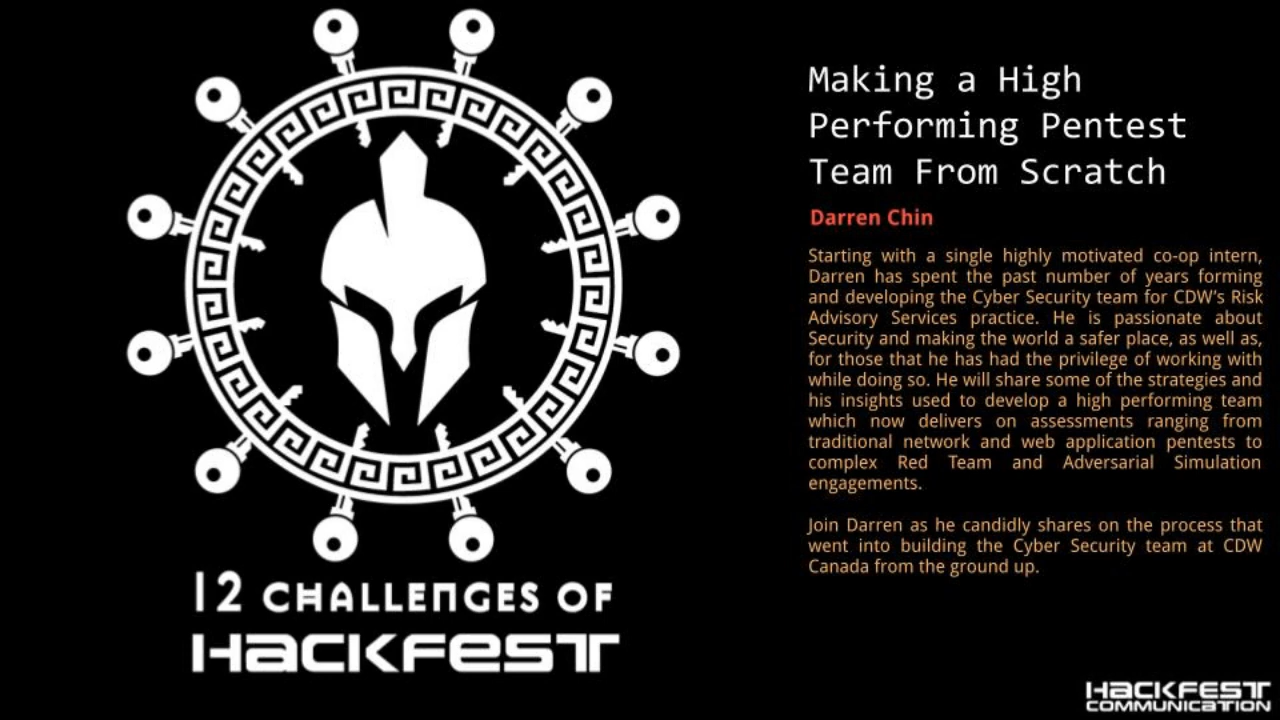 12 CHALLENGES OF
HACKFEST
Making a High
Performing Pentest
Team From Scratch
Darren Chin
Starting with a single highly motivated co-op intern,
Darren has spent the past number of years forming
and developing the Cyber Security team for CDW's Risk
Advisory Services practice. He is passionate about
Security and making the world a safer place, as well as,
for those that he has had the privilege of working with
while doing so. He will share some of the strategies and
his insights used to develop a high performing team
which now delivers on assessments ranging from
traditional network and web application pentests to
complex Red Team and Adversarial Simulation
engagements.
Join Darren as he candidly shares on the process that
went into building the Cyber Security team at CDW
Canada from the ground up.
HACKFEST
COMMUNICATION